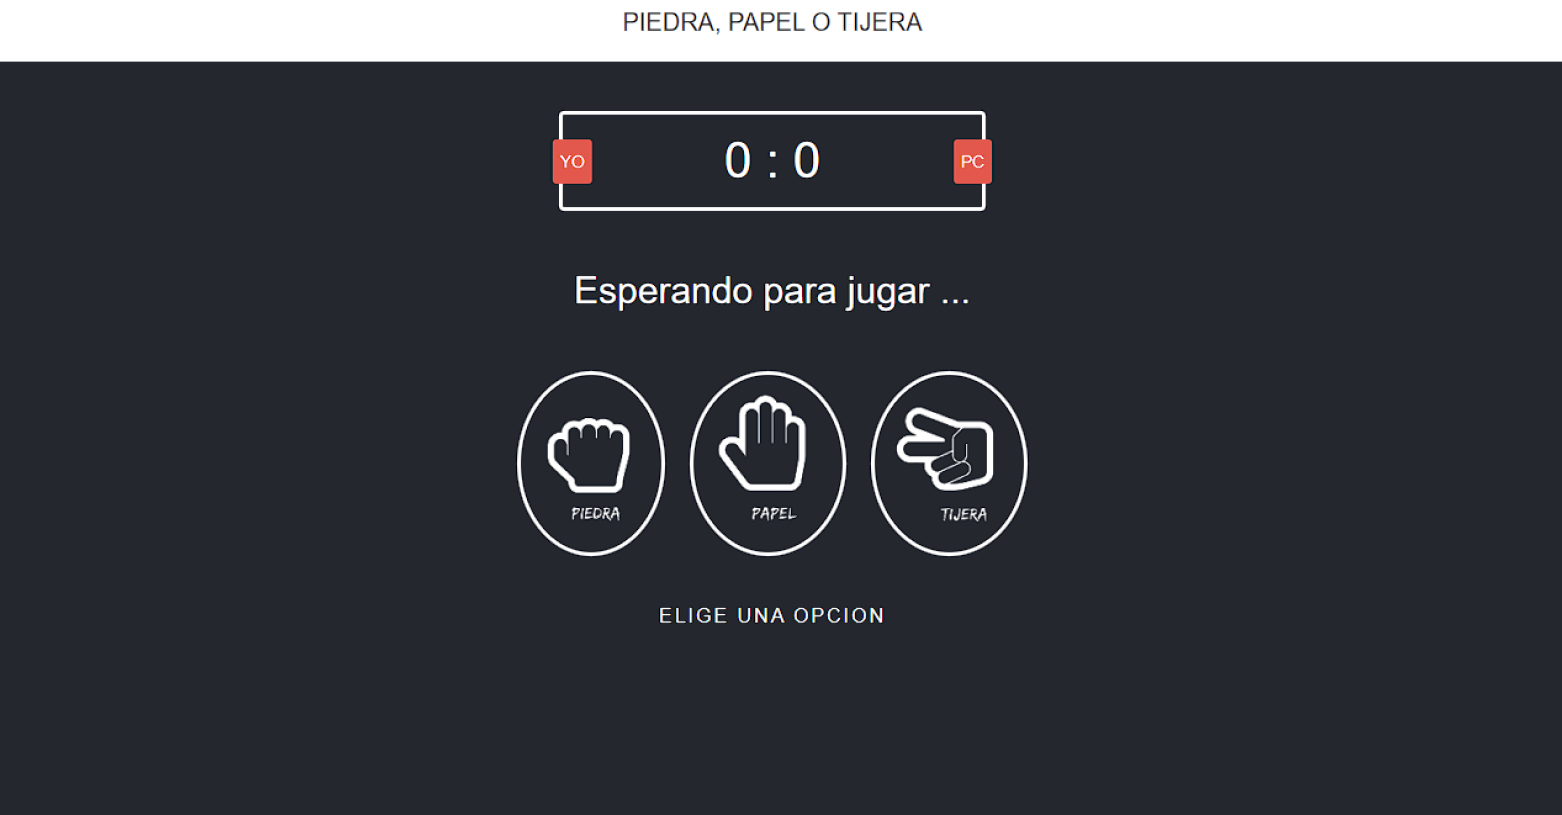 PIEDRA, PAPEL O TIJERA
YO 0 : 0 PC
Esperando para jugar ...
PIEDRA PAPEL TIJERA
ELIGE UNA OPCION